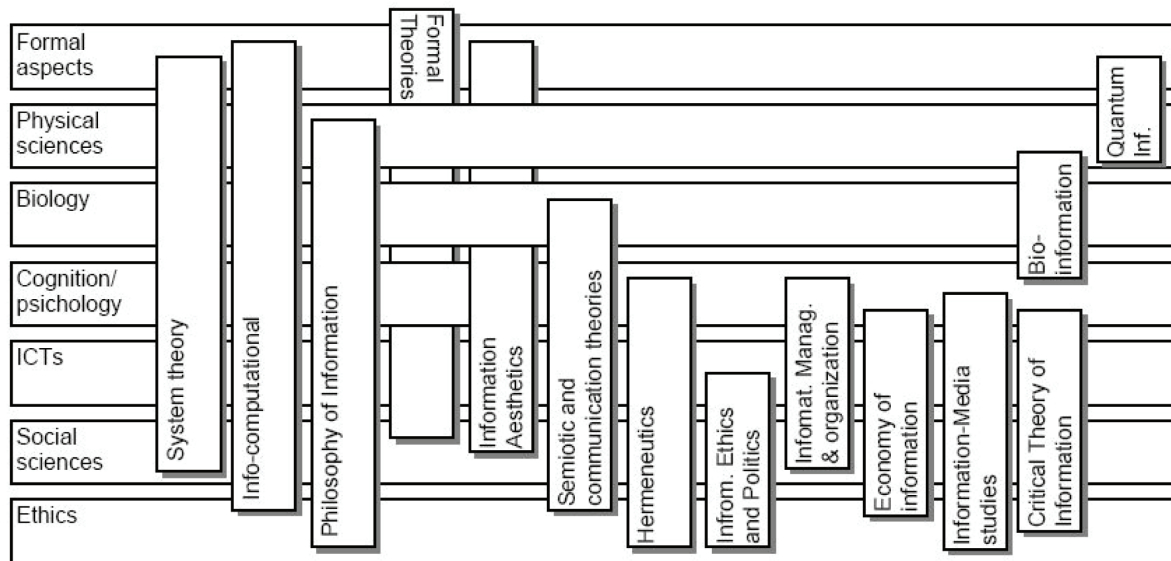 Formal
aspects
Physical
sciences
Biology
Cognition/
psichology
ICTs
Social
sciences
Ethics
System theory
Info-computational
Philosophy of Information
Formal
Theories
Information
Aesthetics
Semiotic and
communication theories
Hermeneutics
Infrom. Ethics
and Politics
Infomat. Manag.
& organization
Economy of
information
Information-Media
studies
Critical Theory of
Information
Bio-
information
Quantum
Inf.